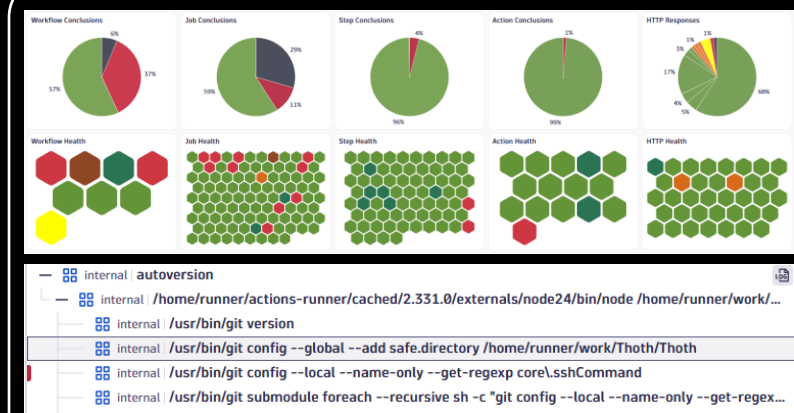 Workflow Conclusions
Job Conclusions
Step Conclusions
Action Conclusions
HTTP Responses
6%
37%
57%
29%
11%
59%
4%
96%
1%
99%
1%
1%
3%
17%
4%
5%
60%
Workflow Health
Job Health
Step Health
Action Health
HTTP Health
internal | autoversion
LOG
internal | /home/runner/actions-runner/cached/2.331.0/externals/node24/bin/node /home/runner/work/...
internal | /usr/bin/git version
internal | /usr/bin/git config --global --add safe.directory /home/runner/work/Thoth/Thoth
internal | /usr/bin/git config --local --name-only --get-regexp core\.sshCommand
internal | /usr/bin/git submodule foreach --recursive sh -c "git config --local --name-only --get-regex...